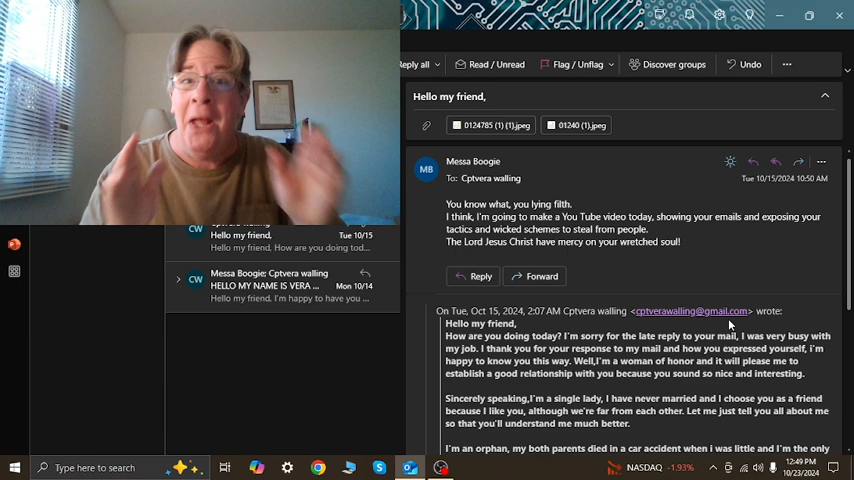 Reply all
Read / Unread
Flag / Unflag
Discover groups
Undo
Hello my friend,
0124785 (1) (1).jpeg
01240 (1).jpeg
MB
Messa Boogie
To: Cptvera walling
Tue 10/15/2024 10:50 AM
You know what, you lying filth.
I think, I'm going to make a You Tube video today, showing your emails and exposing your
tactics and wicked schemes to steal from people.
The Lord Jesus Christ have mercy on your wretched soul!
Reply
Forward
On Tue, Oct 15, 2024, 2:07 AM Cptvera walling <cptverawalling@gmail.com> wrote:
Hello my friend,
How are you doing today? I'm sorry for the late reply to your mail, I was very busy with
my job. I thank you for your response to my mail and how you expressed yourself, i'm
happy to know you this way. Well,I'm a woman of honor and it will please me to
establish a good relationship with you because you sound so nice and interesting.
Sincerely speaking,I'm a single lady, I have never married and I choose you as a friend
because I like you, although we're far from each other. Let me just tell you all about me
so that you'll understand me much better.
I'm an orphan, my both parents died in a car accident when i was little and I'm the only
CW
Cptvera walling
Hello my friend,
Tue 10/15
Hello my friend, How are you doing tod...
CW
Messa Boogie; Cptvera walling
HELLO MY NAME IS VERA ...
Mon 10/14
Hello my friend, I'm happy to have you ...
Type here to search
NASDAQ
-1.93%
12:49 PM
10/23/2024